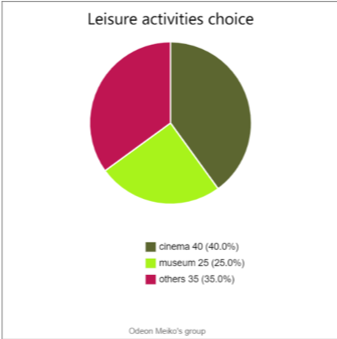 Leisure activities choice
cinema 40 (40.0%)
museum 25 (25.0%)
others 35 (35.0%)
Odeon Meiko's group